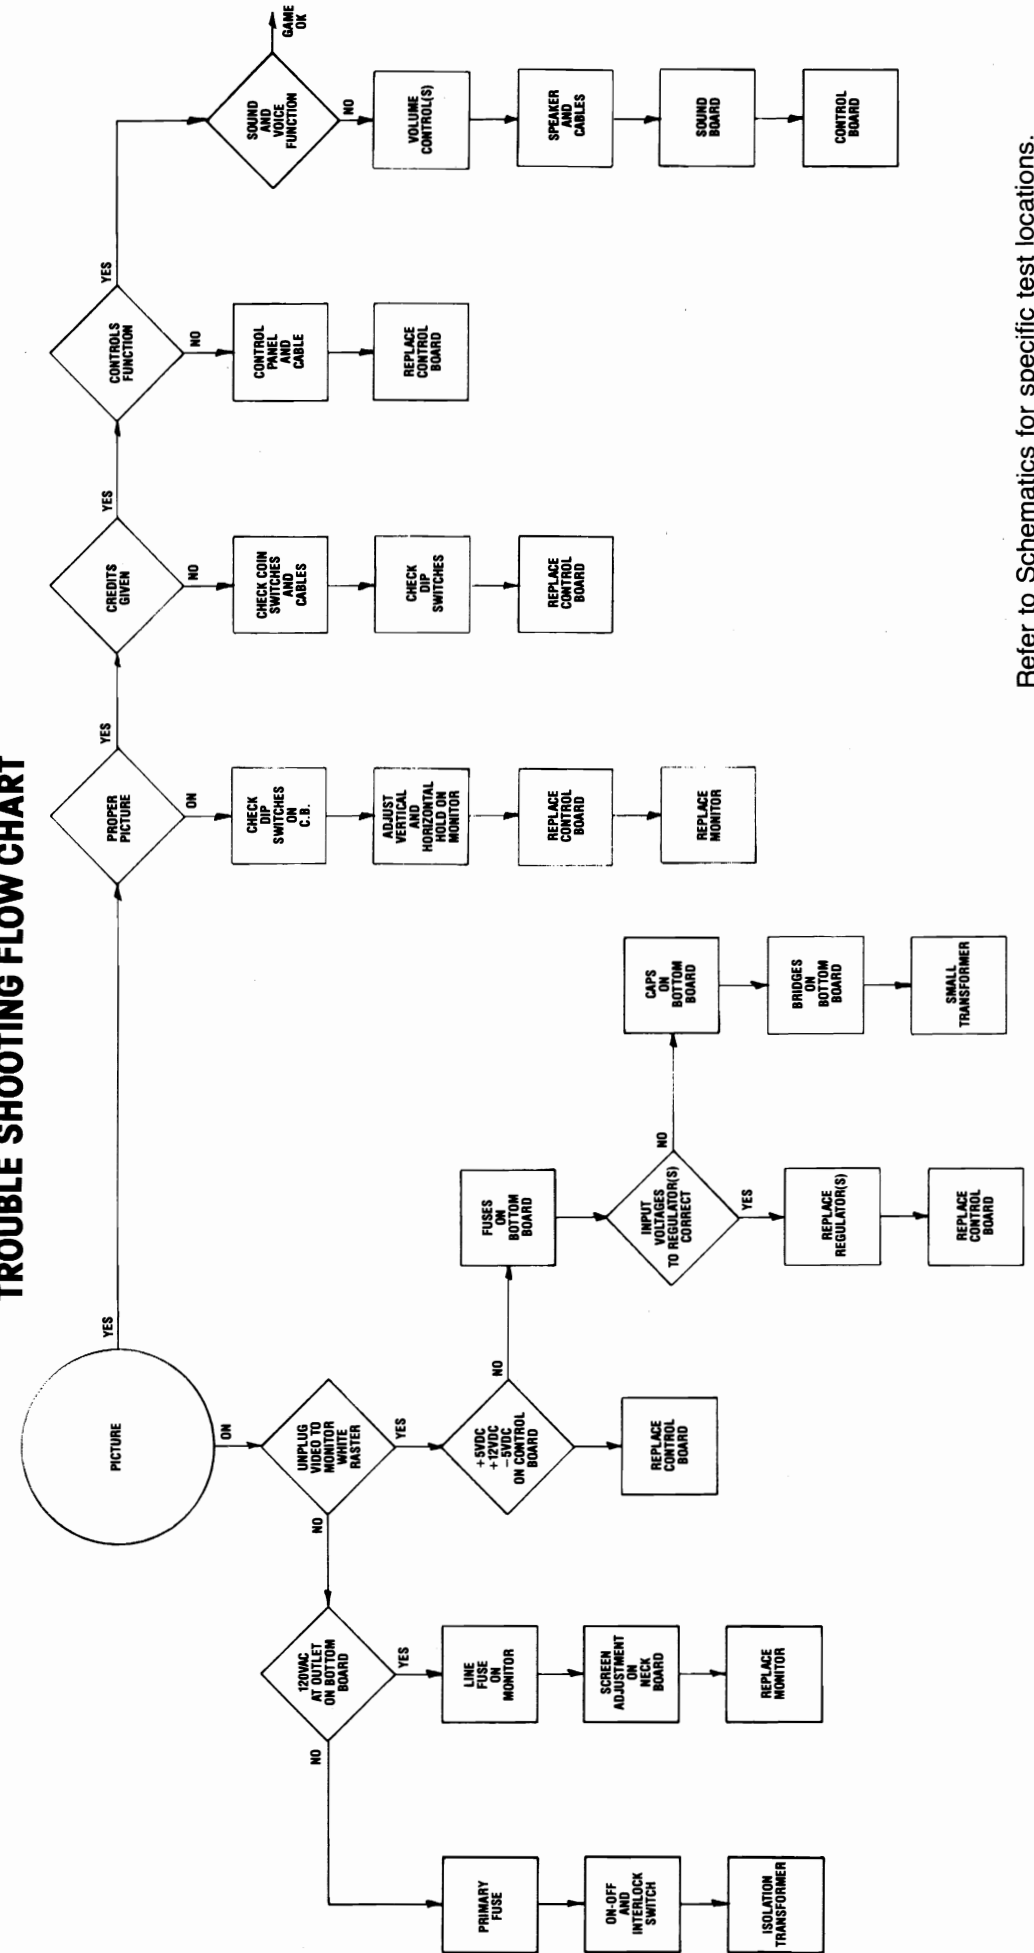 TROUBLE SHOOTING FLOW CHART
PICTURE
YES
ON
PROPER
PICTURE
YES
ON
CREDITS
GIVEN
YES
NO
CONTROLS
FUNCTION
YES
NO
SOUND
AND
VOICE
FUNCTION
GAME
OK
NO
UNPLUG
VIDEO TO
MONITOR
WHITE
RASTER
NO
YES
CHECK
DIP
SWITCHES
ON
C.B.
CHECK COIN
SWITCHES
AND
CABLES
CONTROL
PANEL
AND
CABLE
VOLUME
CONTROL(S)
120VAC
AT OUTLET
ON BOTTOM
BOARD
NO
YES
ADJUST
VERTICAL
AND
HORIZONTAL
HOLD ON
MONITOR
CHECK
DIP
SWITCHES
REPLACE
CONTROL
BOARD
SPEAKER
AND
CABLES
PRIMARY
FUSE
LINE
FUSE
ON
MONITOR
+5VDC
+12VDC
−5VDC
ON CONTROL
BOARD
NO
FUSES
ON
BOTTOM
BOARD
REPLACE
CONTROL
BOARD
REPLACE
CONTROL
BOARD
SOUND
BOARD
ON-OFF
AND
INTERLOCK
SWITCH
SCREEN
ADJUSTMENT
ON
NECK
BOARD
REPLACE
CONTROL
BOARD
INPUT
VOLTAGES
TO REGULATOR(S)
CORRECT
NO
YES
CAPS
ON
BOTTOM
BOARD
REPLACE
MONITOR
CONTROL
BOARD
ISOLATION
TRANSFORMER
REPLACE
MONITOR
REPLACE
REGULATOR(S)
BRIDGES
ON
BOTTOM
BOARD
REPLACE
CONTROL
BOARD
SMALL
TRANSFORMER
Refer to Schematics for specific test locations.